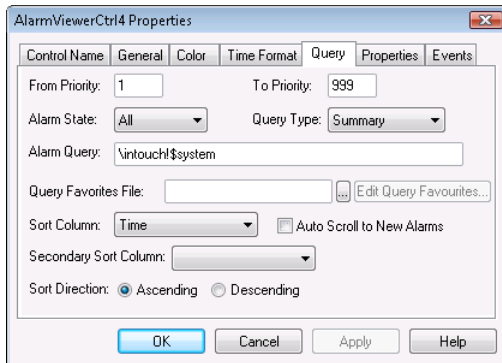 AlarmViewerCtrl4 Properties
Control Name General Color Time Format Query Properties Events
From Priority: 1 To Priority: 999
Alarm State: All Query Type: Summary
Alarm Query: \intouch!$system
Query Favorites File: ... Edit Query Favourites...
Sort Column: Time Auto Scroll to New Alarms
Secondary Sort Column:
Sort Direction: Ascending Descending
OK Cancel Apply Help